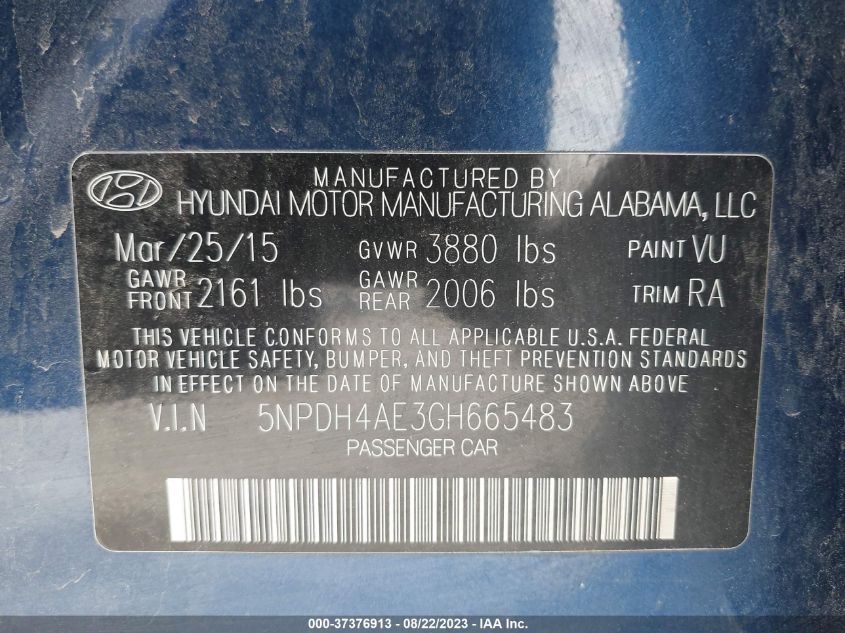 MANUFACTURED BY
HYUNDAI MOTOR MANUFACTURING ALABAMA, LLC
Mar/25/15 GVWR 3880 lbs PAINT VU
GAWR FRONT 2161 lbs GAWR REAR 2006 lbs TRIM RA
THIS VEHICLE CONFORMS TO ALL APPLICABLE U.S.A. FEDERAL
MOTOR VEHICLE SAFETY, BUMPER, AND THEFT PREVENTION STANDARDS
IN EFFECT ON THE DATE OF MANUFACTURE SHOWN ABOVE
V.I.N 5NPDH4AE3GH665483
PASSENGER CAR
000-37376913 - 08/22/2023 - IAA Inc.